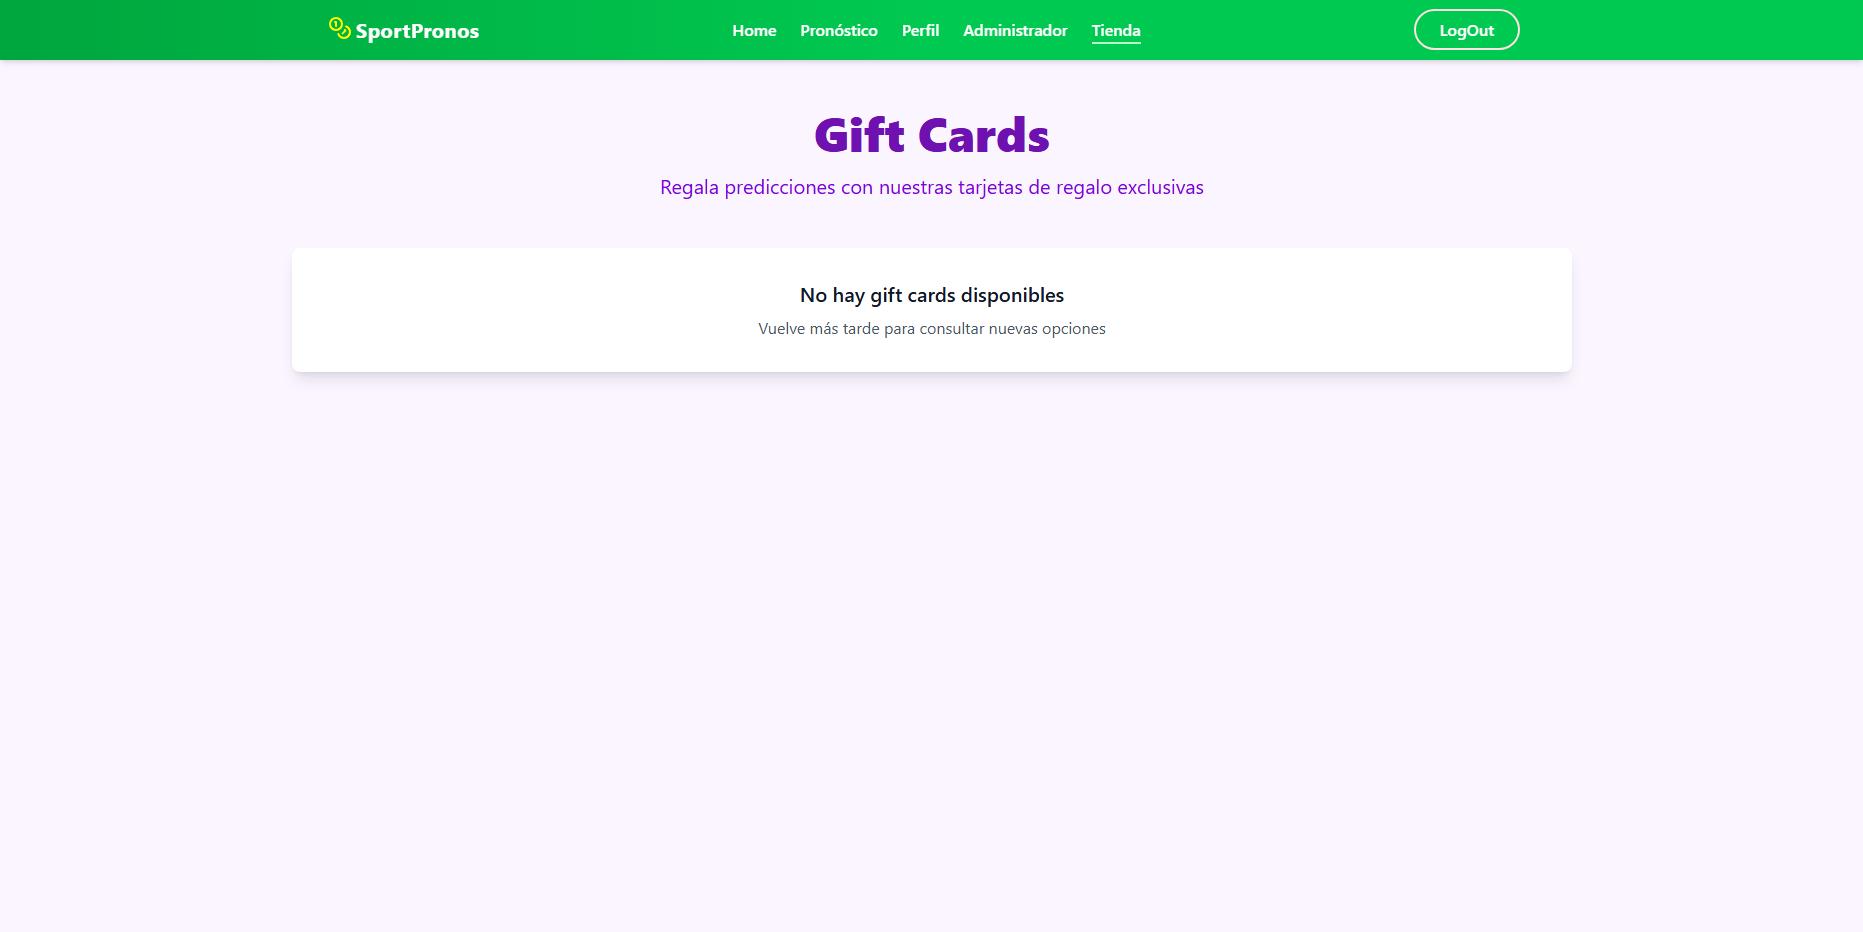 SportPronos
Home Pronóstico Perfil Administrador Tienda
LogOut
Gift Cards
Regala predicciones con nuestras tarjetas de regalo exclusivas
No hay gift cards disponibles
Vuelve más tarde para consultar nuevas opciones